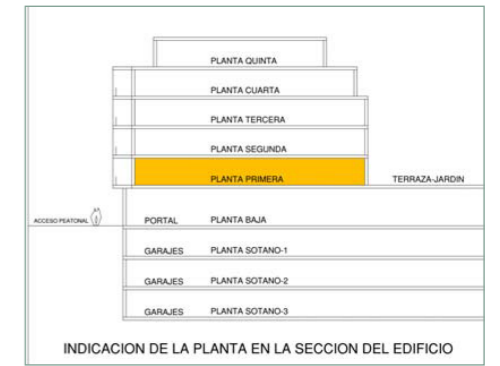 PLANTA QUINTA
PLANTA CUARTA
PLANTA TERCERA
PLANTA SEGUNDA
PLANTA PRIMERA TERRAZA-JARDIN
ACCESO PEATONAL PORTAL PLANTA BAJA
GARAJES PLANTA SOTANO-1
GARAJES PLANTA SOTANO-2
GARAJES PLANTA SOTANO-3
INDICACION DE LA PLANTA EN LA SECCION DEL EDIFICIO